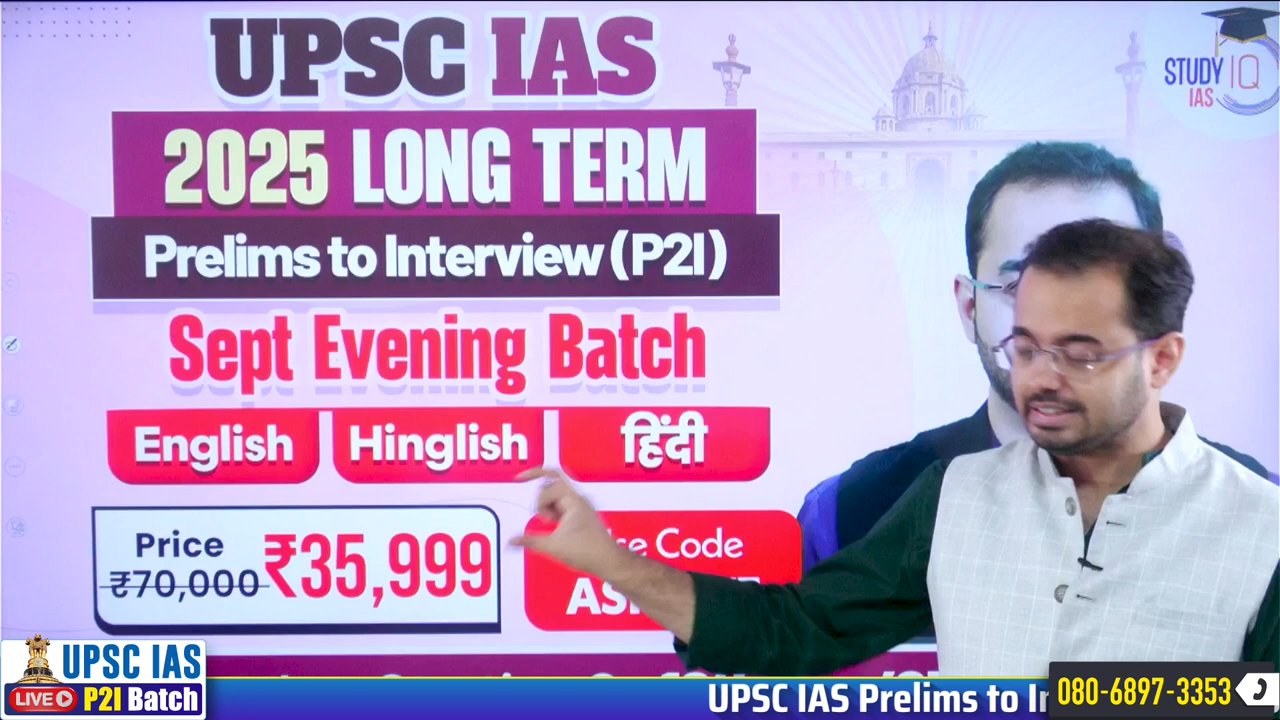 UPSC IAS
STUDY IQ
IAS
2025 LONG TERM
Prelims to Interview (P2I)
Sept Evening Batch
English Hinglish हिंदी
Price
₹70,000 ₹35,999
Code
UPSC IAS
LIVE P2I Batch
UPSC IAS Prelims to
080-6897-3353